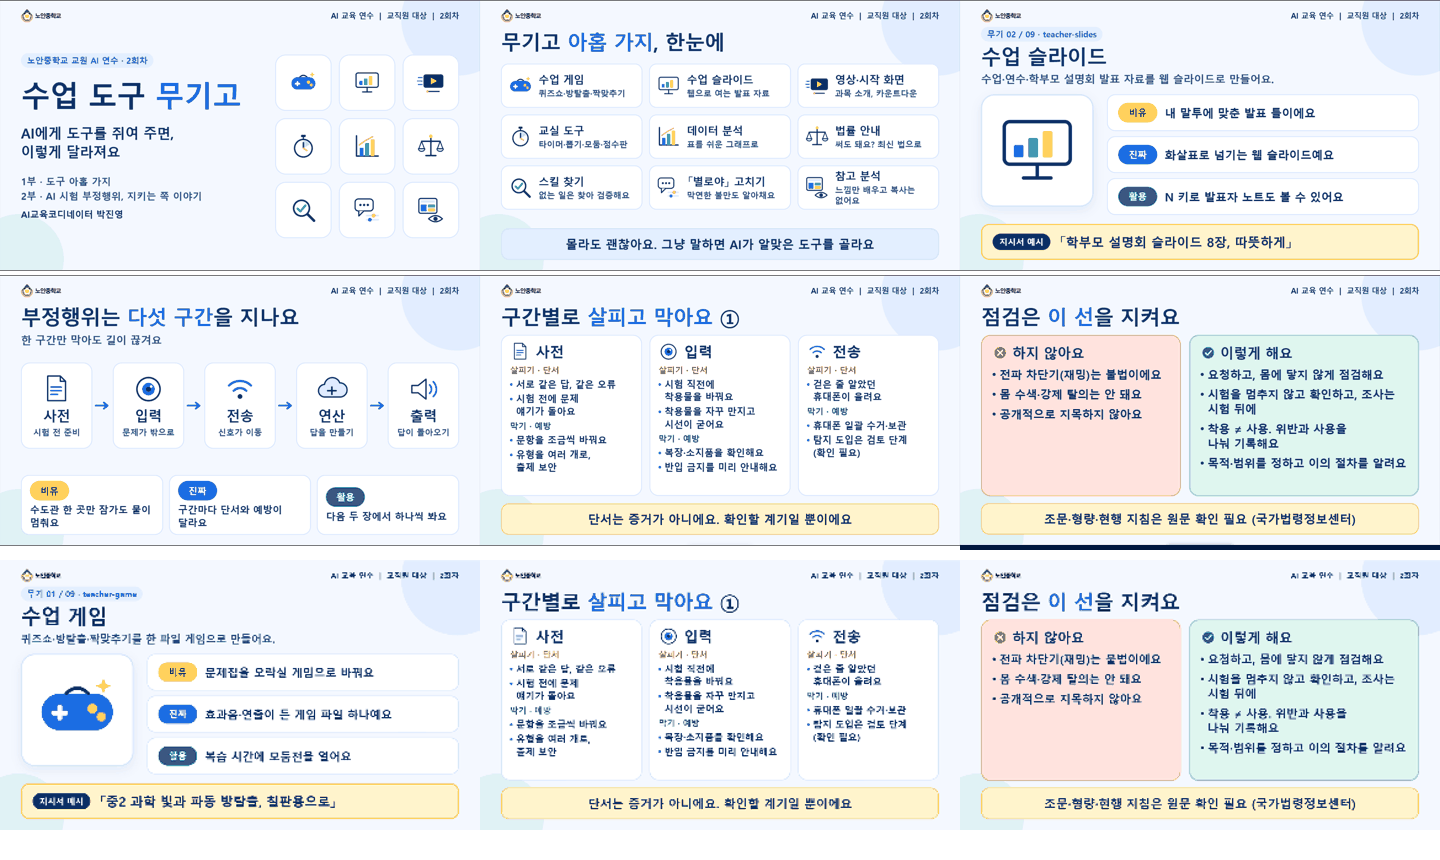 노안중학교
AI 교육 연수 | 교직원 대상 | 2회차
노안중학교 교원 AI 연수 · 2회차
수업 도구 무기고
AI에게 도구를 쥐여 주면,
이렇게 달라져요
1부 · 도구 아홉 가지
2부 · AI 시험 부정행위, 지키는 쪽 이야기
AI교육코디네이터 박진영
노안중학교
AI 교육 연수 | 교직원 대상 | 2회차
무기고 아홉 가지, 한눈에
수업 게임
퀴즈쇼·방탈출·짝맞추기
수업 슬라이드
웹으로 여는 발표 자료
영상·시작 화면
과목 소개, 카운트다운
교실 도구
타이머·뽑기·모둠·점수판
데이터 분석
표를 쉬운 그래프로
법률 안내
써도 돼요? 최신 법으로
스킬 찾기
없는 일은 찾아 검증해요
「별로야」 고치기
막연한 불만도 알아채요
참고 분석
느낌만 배우고 복사는
없어요
몰라도 괜찮아요. 그냥 말하면 AI가 알맞은 도구를 골라요
노안중학교
AI 교육 연수 | 교직원 대상 | 2회차
무기 02 / 09 · teacher-slides
수업 슬라이드
수업·연수·학부모 설명회 발표 자료를 웹 슬라이드로 만들어요.
비유 내 말투에 맞춘 발표 틀이에요
진짜 화살표로 넘기는 웹 슬라이드예요
활용 N 키로 발표자 노트도 볼 수 있어요
지시서 예시 「학부모 설명회 슬라이드 8장, 따뜻하게」
노안중학교
AI 교육 연수 | 교직원 대상 | 2회차
부정행위는 다섯 구간을 지나요
한 구간만 막아도 길이 끊겨요
사전
시험 전 준비
입력
문제가 밖으로
전송
신호가 이동
연산
답을 만들기
출력
답이 돌아오기
비유
수도관 한 곳만 잠가도 물이
멈춰요
진짜
구간마다 단서와 예방이
달라요
활용
다음 두 장에서 하나씩 봐요
노안중학교
AI 교육 연수 | 교직원 대상 | 2회차
구간별로 살피고 막아요 ①
사전
살피기 · 단서
• 서로 같은 답, 같은 오류
• 시험 전에 문제
얘기가 돌아요
막기 · 예방
• 문항을 조금씩 바꿔요
• 유형을 여러 개로,
출제 보안
입력
살피기 · 단서
• 시험 직전에
착용물을 바꿔요
• 착용물을 자꾸 만지고
시선이 굳어요
막기 · 예방
• 복장·소지품을 확인해요
• 반입 금지를 미리 안내해요
전송
살피기 · 단서
• 걷은 줄 알았던
휴대폰이 울려요
막기 · 예방
• 휴대폰 일괄 수거·보관
• 탐지 도입은 검토 단계
(확인 필요)
단서는 증거가 아니에요. 확인할 계기일 뿐이에요
노안중학교
AI 교육 연수 | 교직원 대상 | 2회차
점검은 이 선을 지켜요
하지 않아요
• 전파 차단기(재밍)는 불법이에요
• 몸 수색·강제 탈의는 안 돼요
• 공개적으로 지목하지 않아요
이렇게 해요
• 요청하고, 몸에 닿지 않게 점검해요
• 시험을 멈추지 않고 확인하고, 조사는
시험 뒤에
• 착용 ≠ 사용. 위반과 사용을
나눠 기록해요
• 목적·범위를 정하고 이의 절차를 알려요
조문·형량·현행 지침은 원문 확인 필요 (국가법령정보센터)
노안중학교
AI 교육 연수 | 교직원 대상 | 2회차
무기 01 / 09 · teacher-game
수업 게임
퀴즈쇼·방탈출·짝맞추기를 한 파일 게임으로 만들어요.
비유 문제집을 오락실 게임으로 바꿔요
진짜 효과음·연출이 든 게임 파일 하나예요
활용 복습 시간에 모둠전을 열어요
지시서 예시 「중2 과학 빛과 파동 방탈출, 칠판용으로」
노안중학교
AI 교육 연수 | 교직원 대상 | 2회차
구간별로 살피고 막아요 ①
사전
살피기 · 단서
• 서로 같은 답, 같은 오류
• 시험 전에 문제
얘기가 돌아요
막기 · 예방
• 문항을 조금씩 바꿔요
• 유형을 여러 개로,
출제 보안
입력
살피기 · 단서
• 시험 직전에
착용물을 바꿔요
• 착용물을 자꾸 만지고
시선이 굳어요
막기 · 예방
• 복장·소지품을 확인해요
• 반입 금지를 미리 안내해요
전송
살피기 · 단서
• 걷은 줄 알았던
휴대폰이 울려요
막기 · 예방
• 휴대폰 일괄 수거·보관
• 탐지 도입은 검토 단계
(확인 필요)
단서는 증거가 아니에요. 확인할 계기일 뿐이에요
노안중학교
AI 교육 연수 | 교직원 대상 | 2회차
점검은 이 선을 지켜요
하지 않아요
• 전파 차단기(재밍)는 불법이에요
• 몸 수색·강제 탈의는 안 돼요
• 공개적으로 지목하지 않아요
이렇게 해요
• 요청하고, 몸에 닿지 않게 점검해요
• 시험을 멈추지 않고 확인하고, 조사는
시험 뒤에
• 착용 ≠ 사용. 위반과 사용을
나눠 기록해요
• 목적·범위를 정하고 이의 절차를 알려요
조문·형량·현행 지침은 원문 확인 필요 (국가법령정보센터)